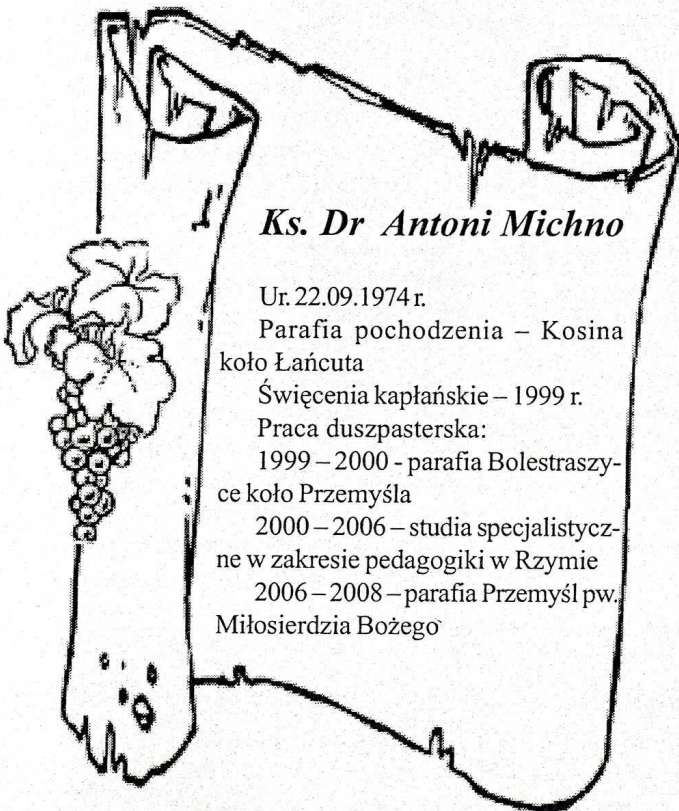 Ks. Dr Antoni Michno
Ur. 22.09.1974 r.
Parafia pochodzenia – Kosina
koło Łańcuta
Święcenia kapłańskie – 1999 r.
Praca duszpasterska:
1999 – 2000 - parafia Bolestraszy-
ce koło Przemyśla
2000 – 2006 – studia specjalistycz-
ne w zakresie pedagogiki w Rzymie
2006 – 2008 – parafia Przemyśl pw.
Miłosierdzia Bożego